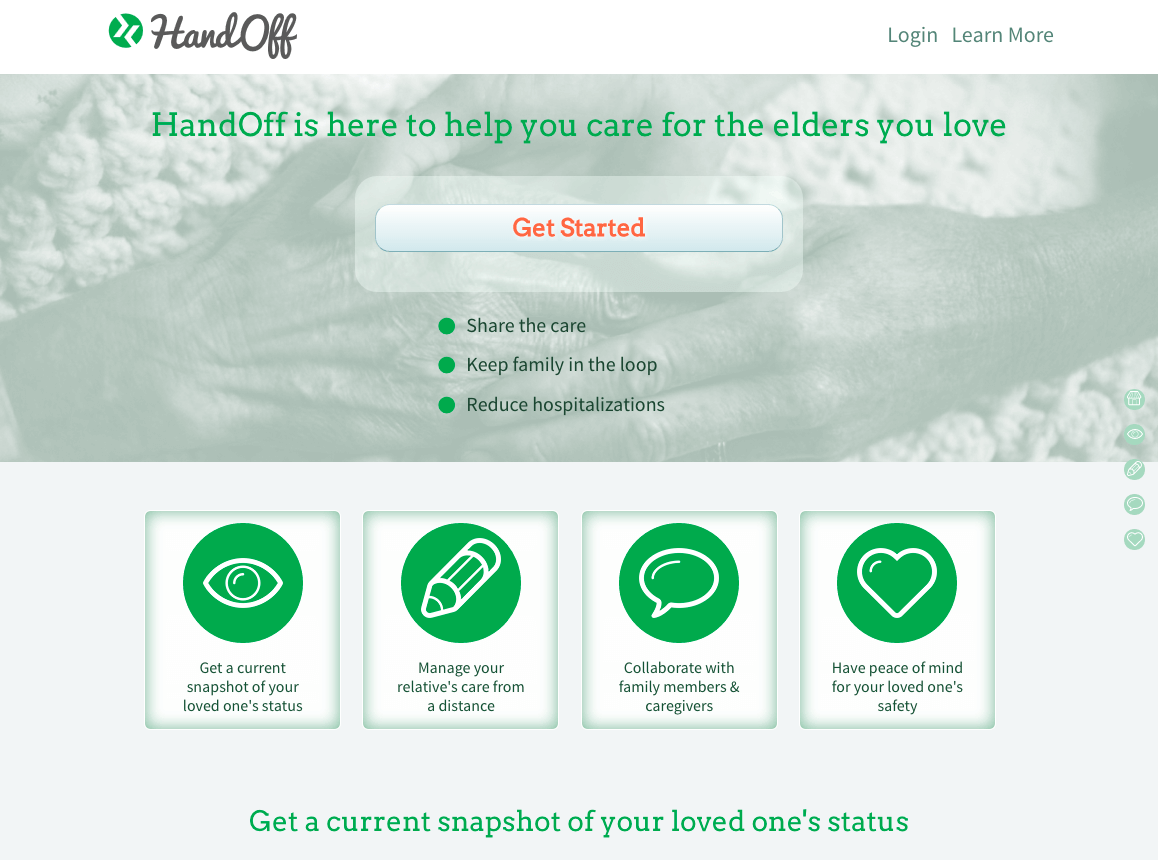 HandOff
Login Learn More
HandOff is here to help you care for the elders you love
Get Started
Share the care
Keep family in the loop
Reduce hospitalizations
Get a current
snapshot of your
loved one's status
Manage your
relative's care from
a distance
Collaborate with
family members &
caregivers
Have peace of mind
for your loved one's
safety
Get a current snapshot of your loved one's status